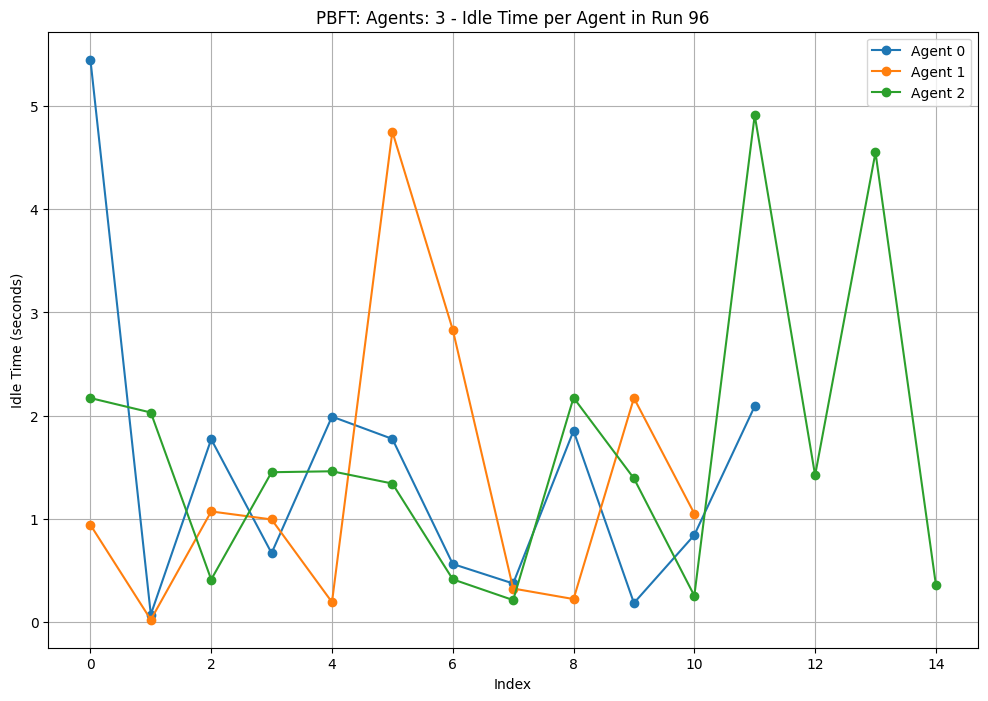 PBFT: Agents: 3 - Idle Time per Agent in Run 96
Agent 0
Agent 1
Agent 2
Idle Time (seconds)
5
4
3
2
1
0
0 2 4 6 8 10 12 14
Index